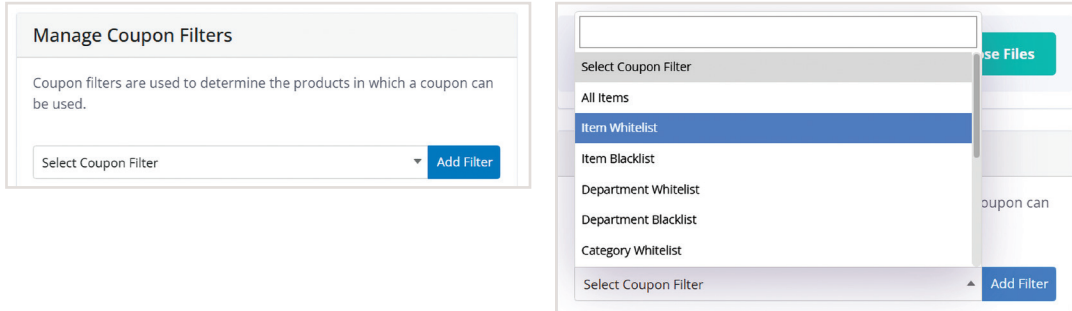 Manage Coupon Filters
Coupon filters are used to determine the products in which a coupon can
be used.
Select Coupon Filter
Add Filter
se Files
Select Coupon Filter
All Items
Item Whitelist
Item Blacklist
Department Whitelist
Department Blacklist
oupon can
Category Whitelist
Select Coupon Filter
Add Filter